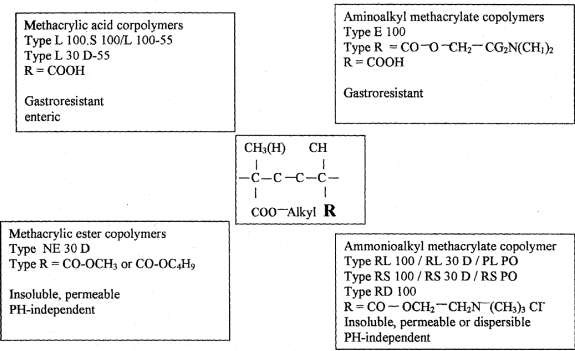 Methacrylic acid corpolymers
Type L 100.S 100/L 100-55
Type L 30 D-55
R = COOH
Gastroresistant
enteric
Aminoalkyl methacrylate copolymers
Type E 100
Type R = CO—O—CH₂—CG₂N(CH₁)₂
R = COOH
Gastroresistant
CH₃(H) CH
—C—C—C—C—
COO—Alkyl R
Methacrylic ester copolymers
Type NE 30 D
Type R = CO-OCH₃ or CO-OC₄H₉
Insoluble, permeable
PH-independent
Ammonioalkyl methacrylate copolymer
Type RL 100 / RL 30 D / PL PO
Type RS 100 / RS 30 D / RS PO
Type RD 100
R = CO — OCH₂—CH₂N⁻(CH₃)₃ Cl⁻
Insoluble, permeable or dispersible
PH-independent